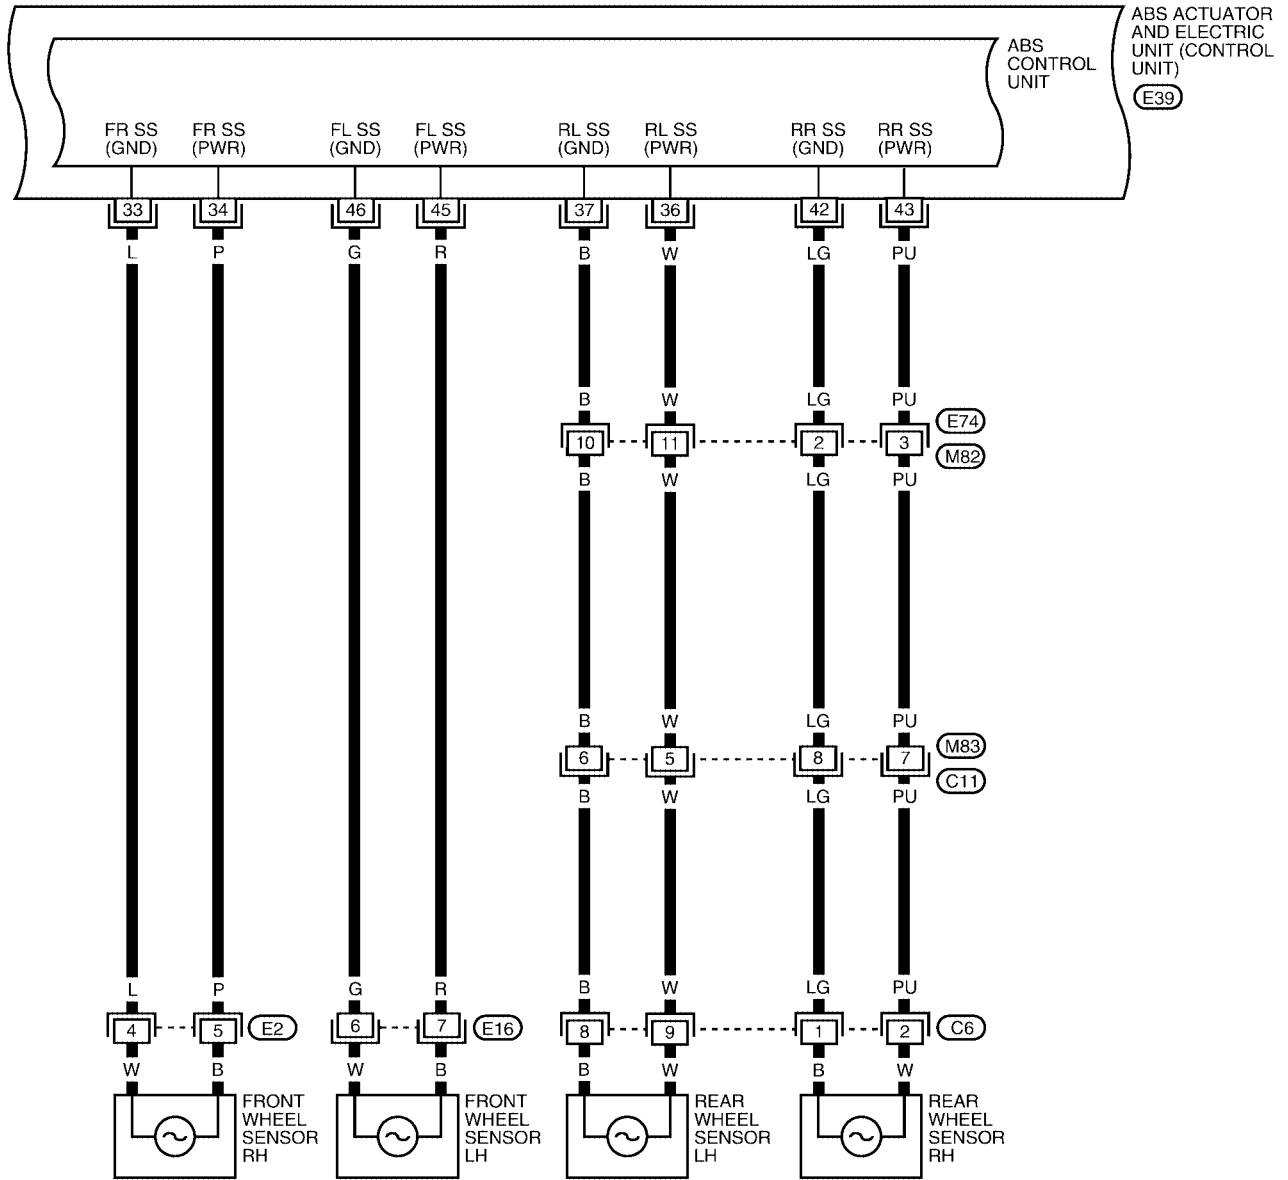 ABS ACTUATOR
AND ELECTRIC
UNIT (CONTROL
UNIT)
E39
ABS
CONTROL
UNIT
FR SS
(GND)
FR SS
(PWR)
FL SS
(GND)
FL SS
(PWR)
RL SS
(GND)
RL SS
(PWR)
RR SS
(GND)
RR SS
(PWR)
33 34 46 45 37 36 42 43
L P G R B W LG PU
B W LG PU
E74
10 11 2 3
M82
B W LG PU
B W LG PU
M83
6 5 8 7
C11
B W LG PU
L P G R B W LG PU
4 5 E2 6 7 E16 8 9 1 2 C6
W B W B B W B W
FRONT
WHEEL
SENSOR
RH
FRONT
WHEEL
SENSOR
LH
REAR
WHEEL
SENSOR
LH
REAR
WHEEL
SENSOR
RH